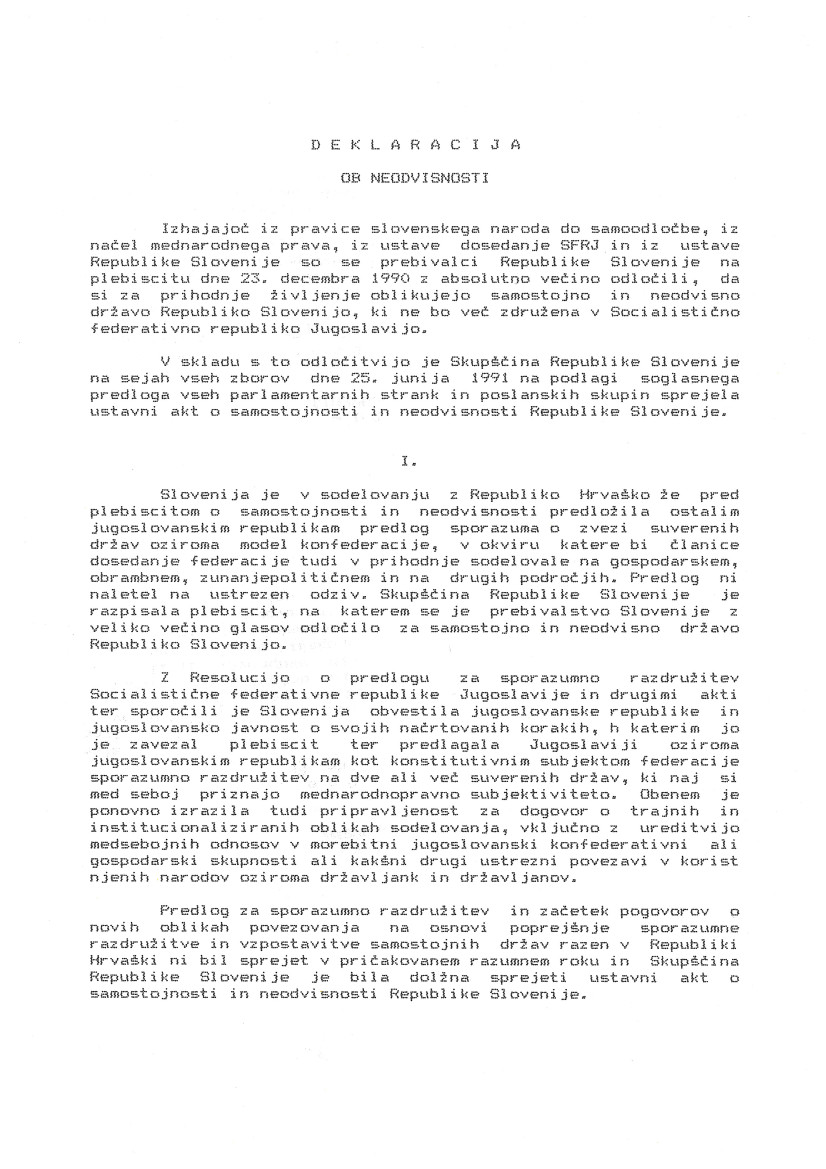 D E K L A R A C I J A
OB NEODVISNOSTI
Izhajajoč iz pravice slovenskega naroda do samoodločbe, iz
načel mednarodnega prava, iz ustave dosedanje SFRJ in iz ustave
Republike Slovenije so se prebivalci Republike Slovenije na
plebiscitu dne 23. decembra 1990 z absolutno večino odločili, da
si za prihodnje življenje oblikujejo samostojno in neodvisno
državo Republiko Slovenijo, ki ne bo več združena v Socialistično
federativno republiko Jugoslavijo.
V skladu s to odločitvijo je Skupščina Republike Slovenije
na sejah vseh zborov dne 25. junija 1991 na podlagi soglasnega
predloga vseh parlamentarnih strank in poslanskih skupin sprejela
ustavni akt o samostojnosti in neodvisnosti Republike Slovenije.
I.
Slovenija je v sodelovanju z Republiko Hrvaško že pred
plebiscitom o samostojnosti in neodvisnosti predložila ostalim
jugoslovanskim republikam predlog sporazuma o zvezi suverenih
držav oziroma model konfederacije, v okviru katere bi članice
dosedanje federacije tudi v prihodnje sodelovale na gospodarskem,
obrambnem, zunanjepolitičnem in na drugih področjih. Predlog ni
naletel na ustrezen odziv. Skupščina Republike Slovenije je
razpisala plebiscit, na katerem se je prebivalstvo Slovenije z
veliko večino glasov odločilo za samostojno in neodvisno državo
Republiko Slovenijo.
Z Resolucijo o predlogu za sporazumno razdružitev
Socialistične federativne republike Jugoslavije in drugimi akti
ter sporočili je Slovenija obvestila jugoslovanske republike in
jugoslovansko javnost o svojih načrtovanih korakih, h katerim jo
je zavezal plebiscit ter predlagala Jugoslaviji oziroma
jugoslovanskim republikam kot konstitutivnim subjektom federacije
sporazumno razdružitev na dve ali več suverenih držav, ki naj si
med seboj priznajo mednarodnopravno subjektiviteto. Obenem je
ponovno izrazila tudi pripravljenost za dogovor o trajnih in
institucionaliziranih oblikah sodelovanja, vključno z ureditvijo
medsebojnih odnosov v morebitni jugoslovanski konfederativni ali
gospodarski skupnosti ali kakšni drugi ustrezni povezavi v korist
njenih narodov oziroma državljank in državljanov.
Predlog za sporazumno razdružitev in začetek pogovorov o
novih oblikah povezovanja na osnovi poprejšnje sporazumne
razdružitve in vzpostavitve samostojnih držav razen v Republiki
Hrvaški ni bil sprejet v pričakovanem razumnem roku in Skupščina
Republike Slovenije je bila dolžna sprejeti ustavni akt o
samostojnosti in neodvisnosti Republike Slovenije.